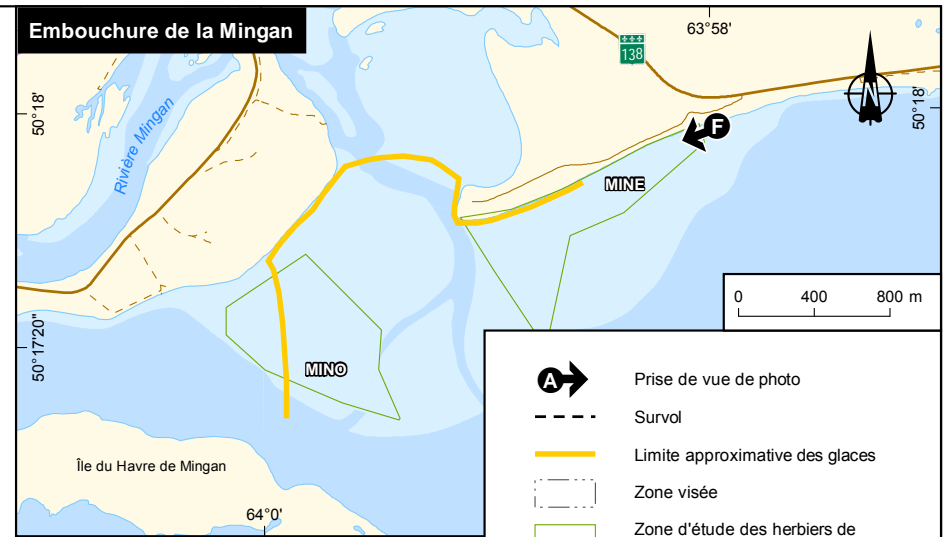 Embouchure de la Mingan
63°58'
138
N
50°18'
50°18'
Rivière Mingan
F
MINE
0 400 800 m
50°17'20"
MINO
A
Prise de vue de photo
Survol
Limite approximative des glaces
Île du Havre de Mingan
Zone visée
64°0'
Zone d'étude des herbiers de